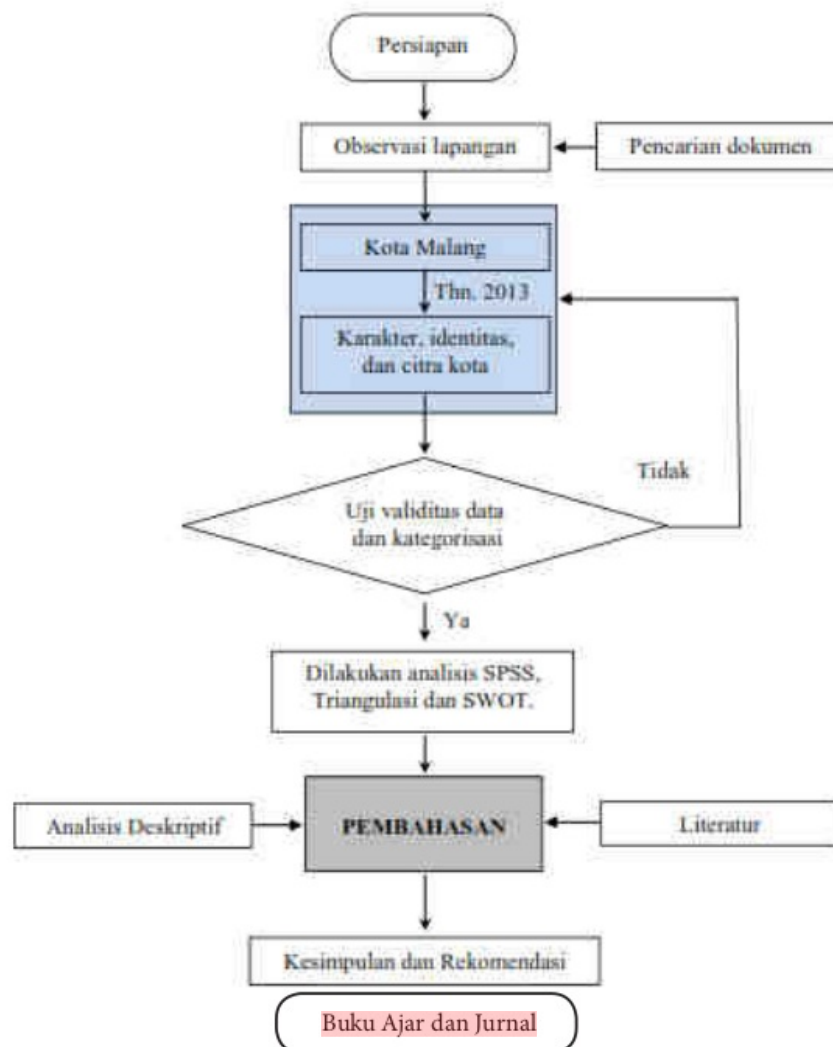 Persiapan
Observasi lapangan
Pencarian dokumen
Kota Malang
Thn. 2013
Karakter, identitas,
dan citra kota
Tidak
Uji validitas data
dan kategorisasi
Ya
Dilakukan analisis SPSS,
Triangulasi dan SWOT.
Analisis Deskriptif
PEMBAHASAN
Literatur
Kesimpulan dan Rekomendasi
Buku Ajar dan Jurnal